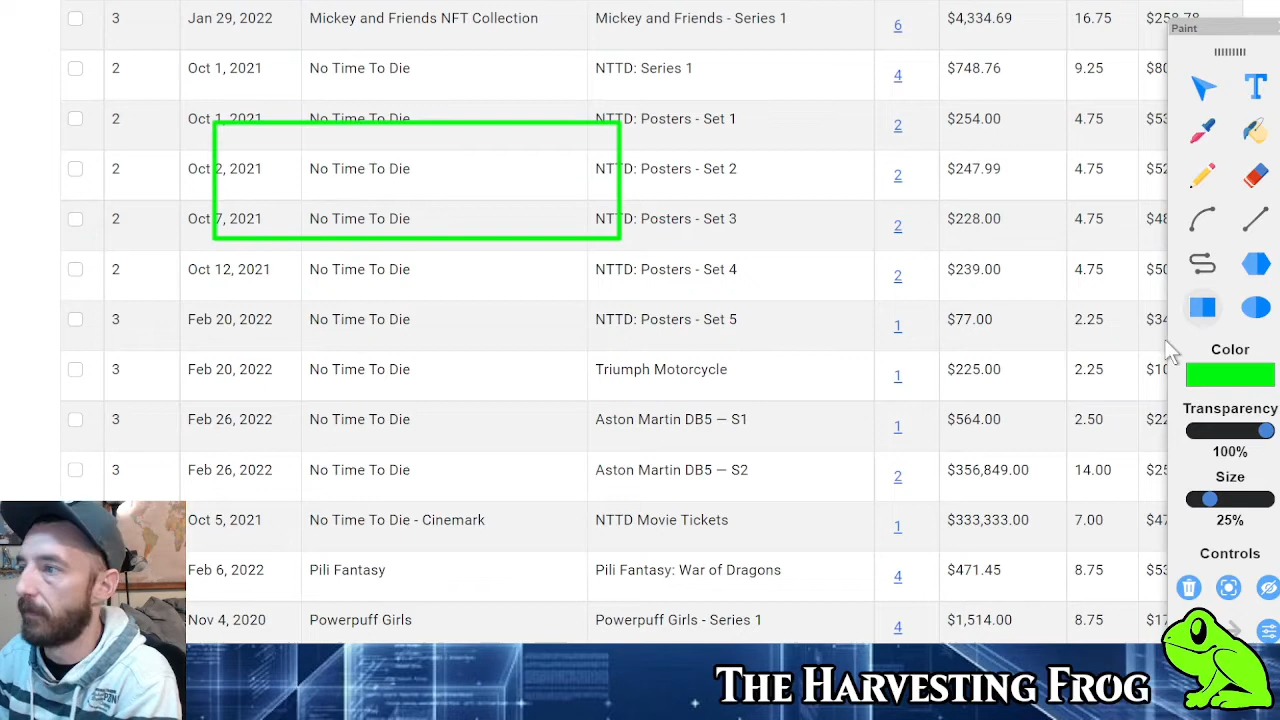 3 Jan 29, 2022 Mickey and Friends NFT Collection Mickey and Friends - Series 1 6 $4,334.69 16.75 $258.78
Paint
2 Oct 1, 2021 No Time To Die NTTD: Series 1 4 $748.76 9.25 $80
2 Oct 1, 2021 No Time To Die NTTD: Posters - Set 1 2 $254.00 4.75 $53
2 Oct 2, 2021 No Time To Die NTTD: Posters - Set 2 2 $247.99 4.75 $52
2 Oct 7, 2021 No Time To Die NTTD: Posters - Set 3 2 $228.00 4.75 $48
2 Oct 12, 2021 No Time To Die NTTD: Posters - Set 4 2 $239.00 4.75 $50
3 Feb 20, 2022 No Time To Die NTTD: Posters - Set 5 1 $77.00 2.25 $34
Color
3 Feb 20, 2022 No Time To Die Triumph Motorcycle 1 $225.00 2.25 $10
Transparency
3 Feb 26, 2022 No Time To Die Aston Martin DB5 — S1 1 $564.00 2.50 $22
100%
3 Feb 26, 2022 No Time To Die Aston Martin DB5 — S2 2 $356,849.00 14.00 $25
Size
25%
Oct 5, 2021 No Time To Die - Cinemark NTTD Movie Tickets 1 $333,333.00 7.00 $47
Controls
Feb 6, 2022 Pili Fantasy Pili Fantasy: War of Dragons 4 $471.45 8.75 $53
Nov 4, 2020 Powerpuff Girls Powerpuff Girls - Series 1 4 $1,514.00 8.75 $17
The Harvesting Frog